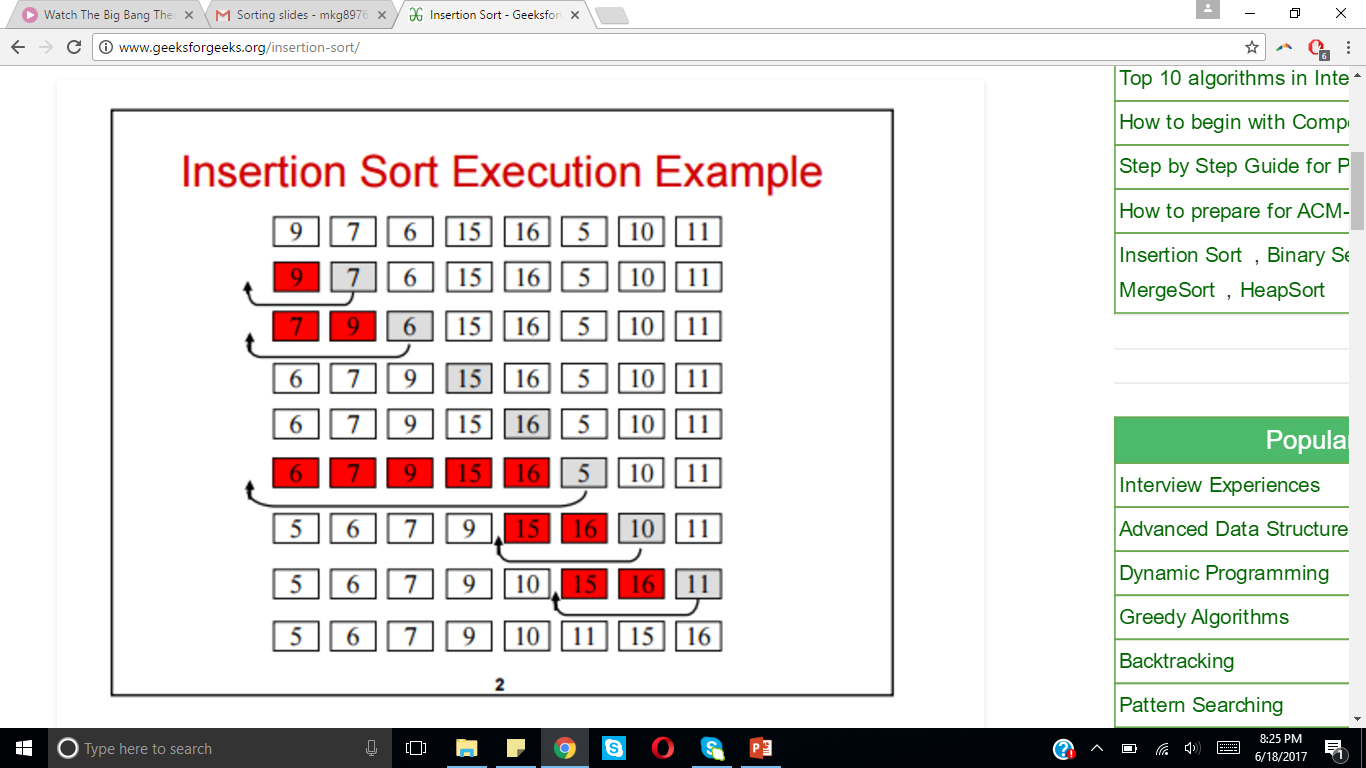 Watch The Big Bang The
Sorting slides - mkg8976
Insertion Sort - Geeksfor
www.geeksforgeeks.org/insertion-sort/
6
Insertion Sort Execution Example
9 7 6 15 16 5 10 11
9 7 6 15 16 5 10 11
7 9 6 15 16 5 10 11
6 7 9 15 16 5 10 11
6 7 9 15 16 5 10 11
6 7 9 15 16 5 10 11
5 6 7 9 15 16 10 11
5 6 7 9 10 15 16 11
5 6 7 9 10 11 15 16
2
Top 10 algorithms in Inte
How to begin with Comp
Step by Step Guide for P
How to prepare for ACM-
Insertion Sort , Binary Se
MergeSort , HeapSort
Popula
Interview Experiences
Advanced Data Structure
Dynamic Programming
Greedy Algorithms
Backtracking
Pattern Searching
Type here to search
8:25 PM
6/18/2017
1